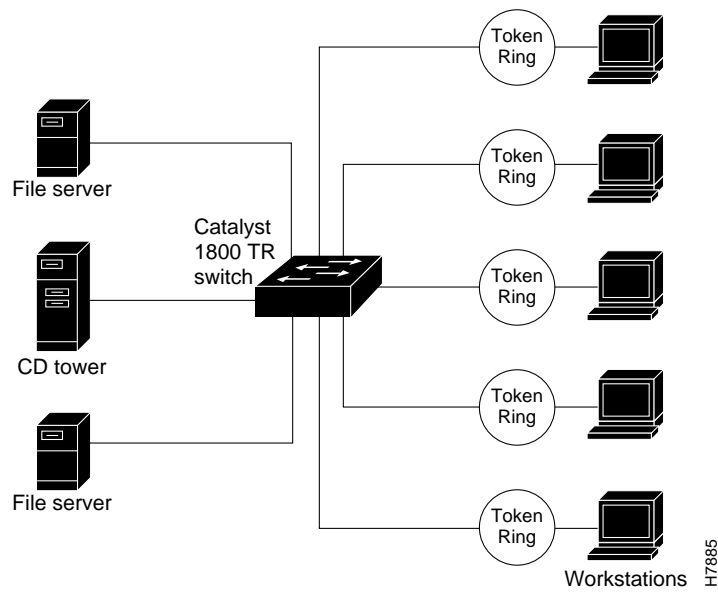 Token
Ring
File server
Token
Ring
Catalyst
1800 TR
switch
Token
Ring
CD tower
Token
Ring
File server
Token
Ring
Workstations
H7885